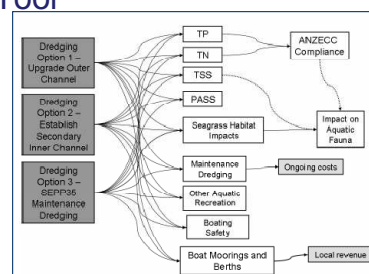 Tool
Dredging
Option 1 –
Upgrade Outer
Channel
Dredging
Option 2 –
Establish
Secondary
Inner Channel
Dredging
Option 3 –
SEPP35
Maintenance
Dredging
TP
TN
TSS
PASS
Seagrass Habitat
Impacts
Maintenance
Dredging
Other Aquatic
Recreation
Boating
Safety
Boat Moorings and
Berths
ANZECC
Compliance
Impact on
Aquatic
Fauna
Ongoing costs
Local revenue